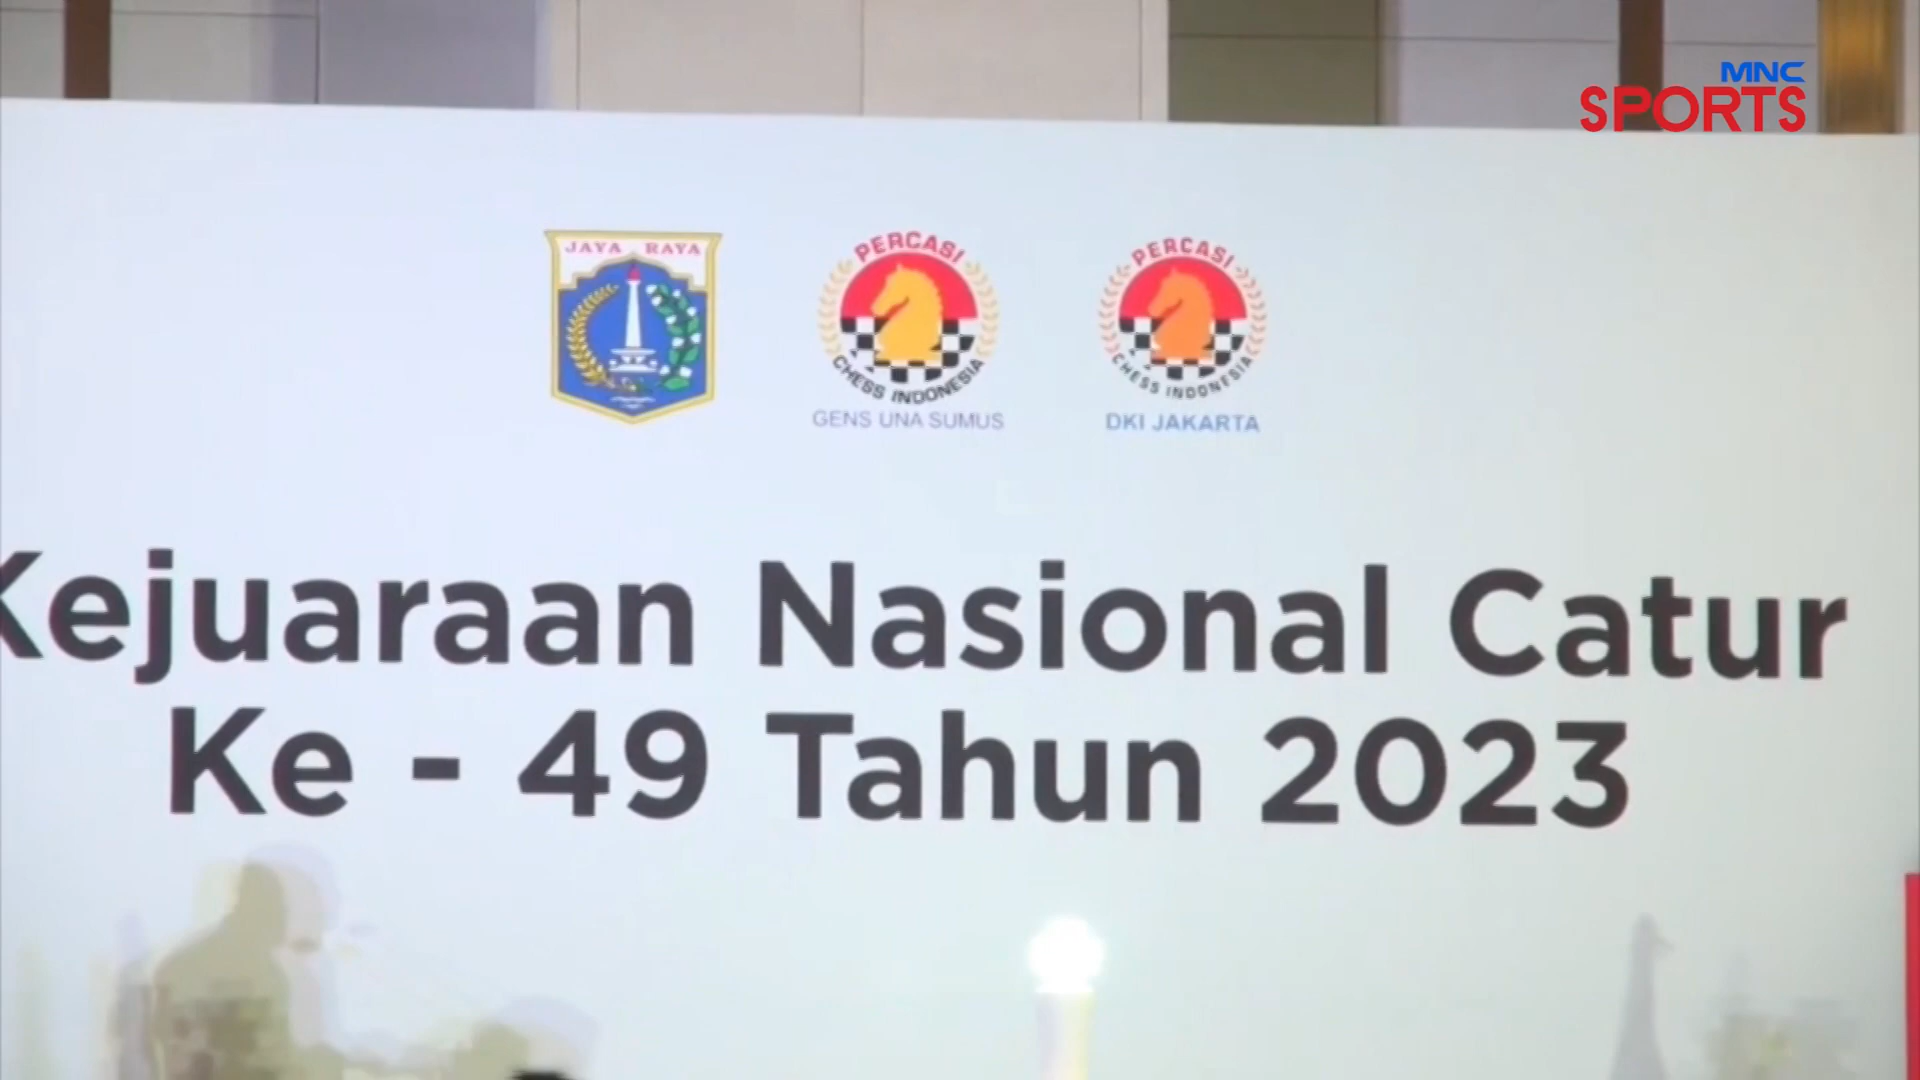 MNC
SPORTS
JAYA RAYA
PERCASI
CHESS INDONESIA
GENS UNA SUMUS
PERCASI
CHESS INDONESIA
DKI JAKARTA
Kejuaraan Nasional Catur
Ke - 49 Tahun 2023